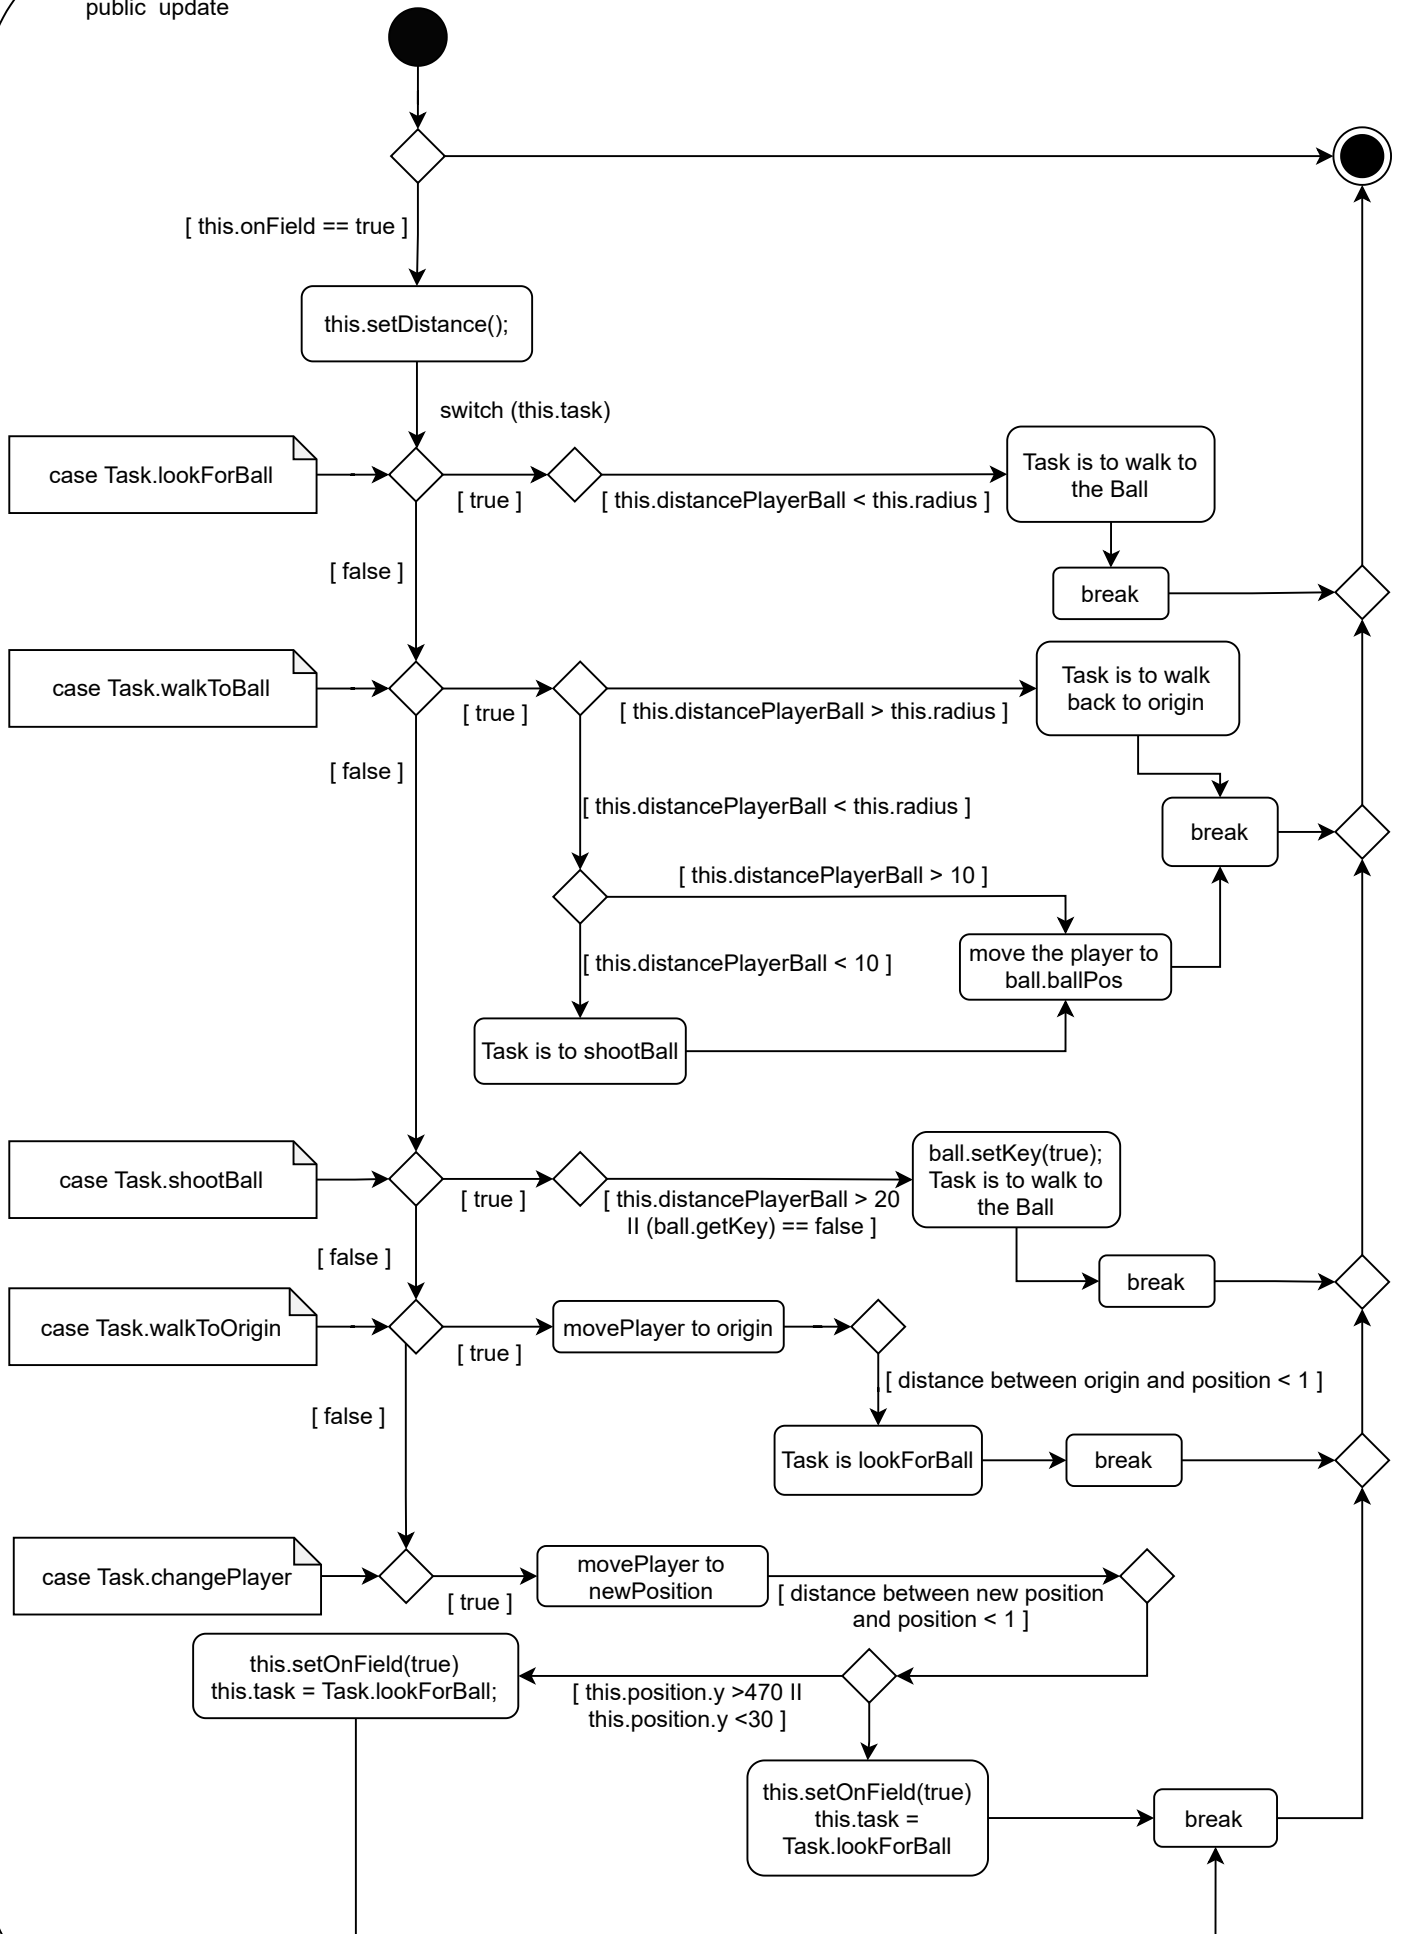 public  update
[ this.onField == true ]
this.setDistance();
switch (this.task)
case Task.lookForBall
[ true ]
[ this.distancePlayerBall < this.radius ]
Task is to walk to
the Ball
[ false ]
break
case Task.walkToBall
[ true ]
[ this.distancePlayerBall > this.radius ]
Task is to walk
back to origin
[ false ]
[ this.distancePlayerBall < this.radius ]
break
[ this.distancePlayerBall > 10 ]
[ this.distancePlayerBall < 10 ]
move the player to
ball.ballPos
Task is to shootBall
case Task.shootBall
[ true ]
[ this.distancePlayerBall > 20
II (ball.getKey) == false ]
ball.setKey(true);
Task is to walk to
the Ball
[ false ]
break
case Task.walkToOrigin
[ true ]
movePlayer to origin
[ distance between origin and position < 1 ]
[ false ]
Task is lookForBall
break
case Task.changePlayer
[ true ]
movePlayer to
newPosition
[ distance between new position
and position < 1 ]
this.setOnField(true)
this.task = Task.lookForBall;
[ this.position.y >470 II
this.position.y <30 ]
this.setOnField(true)
this.task =
Task.lookForBall
break